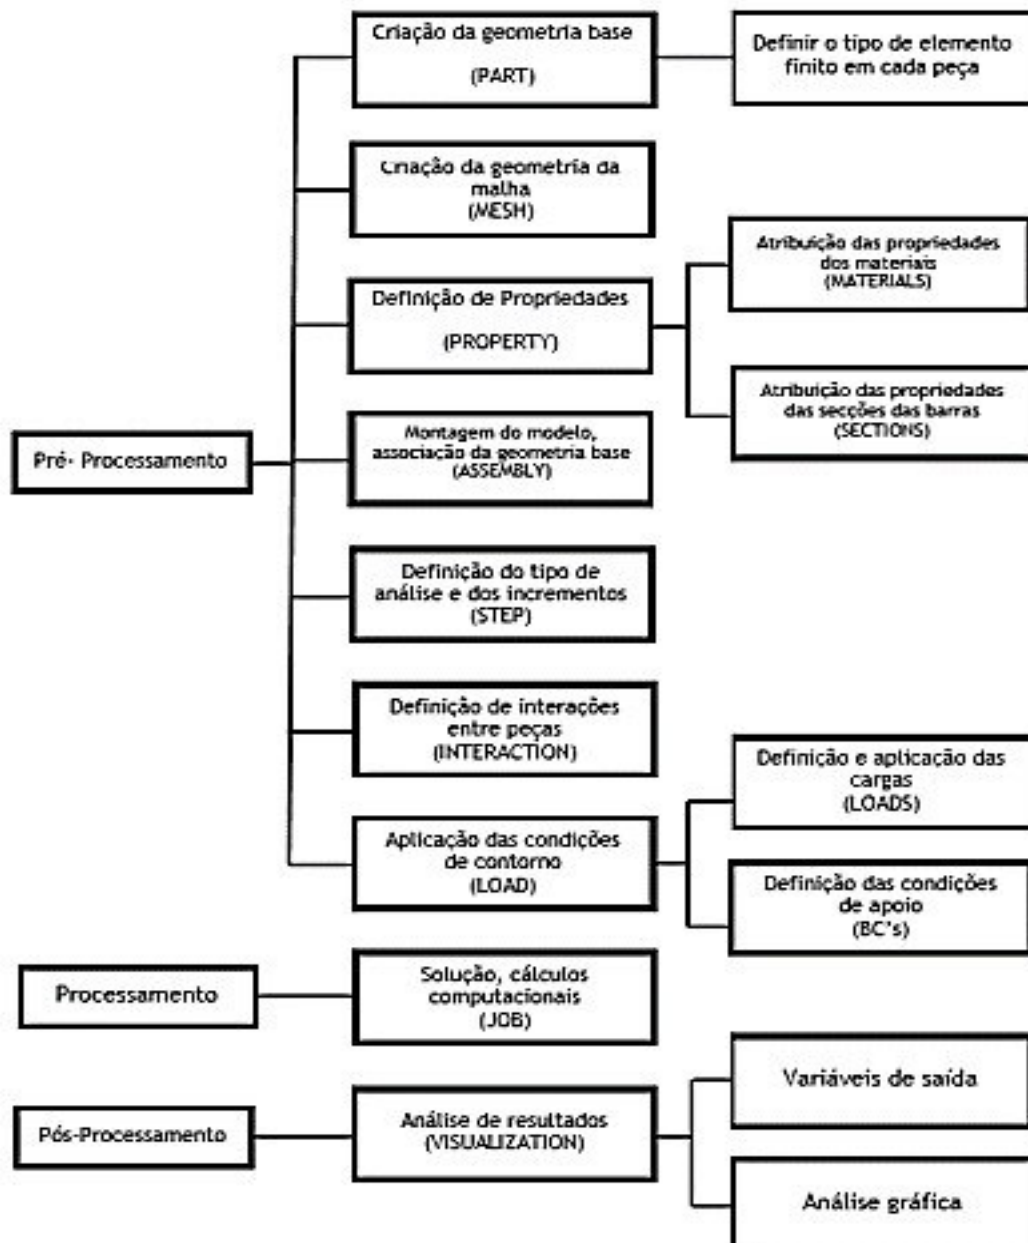 Criação da geometria base
(PART)
Definir o tipo de elemento
finito em cada peça
Criação da geometria da
malha
(MESH)
Definição de Propriedades
(PROPERTY)
Atribuição das propriedades
dos materiais
(MATERIALS)
Atribuição das propriedades
das secções das barras
(SECTIONS)
Pré- Processamento
Montagem do modelo,
associação da geometria base
(ASSEMBLY)
Definição do tipo de
análise e dos incrementos
(STEP)
Definição de interações
entre peças
(INTERACTION)
Aplicação das condições
de contorno
(LOAD)
Definição e aplicação das
cargas
(LOADS)
Definição das condições
de apoio
(BC's)
Processamento
Solução, cálculos
computacionais
(JOB)
Pós-Processamento
Análise de resultados
(VISUALIZATION)
Variáveis de saída
Análise gráfica